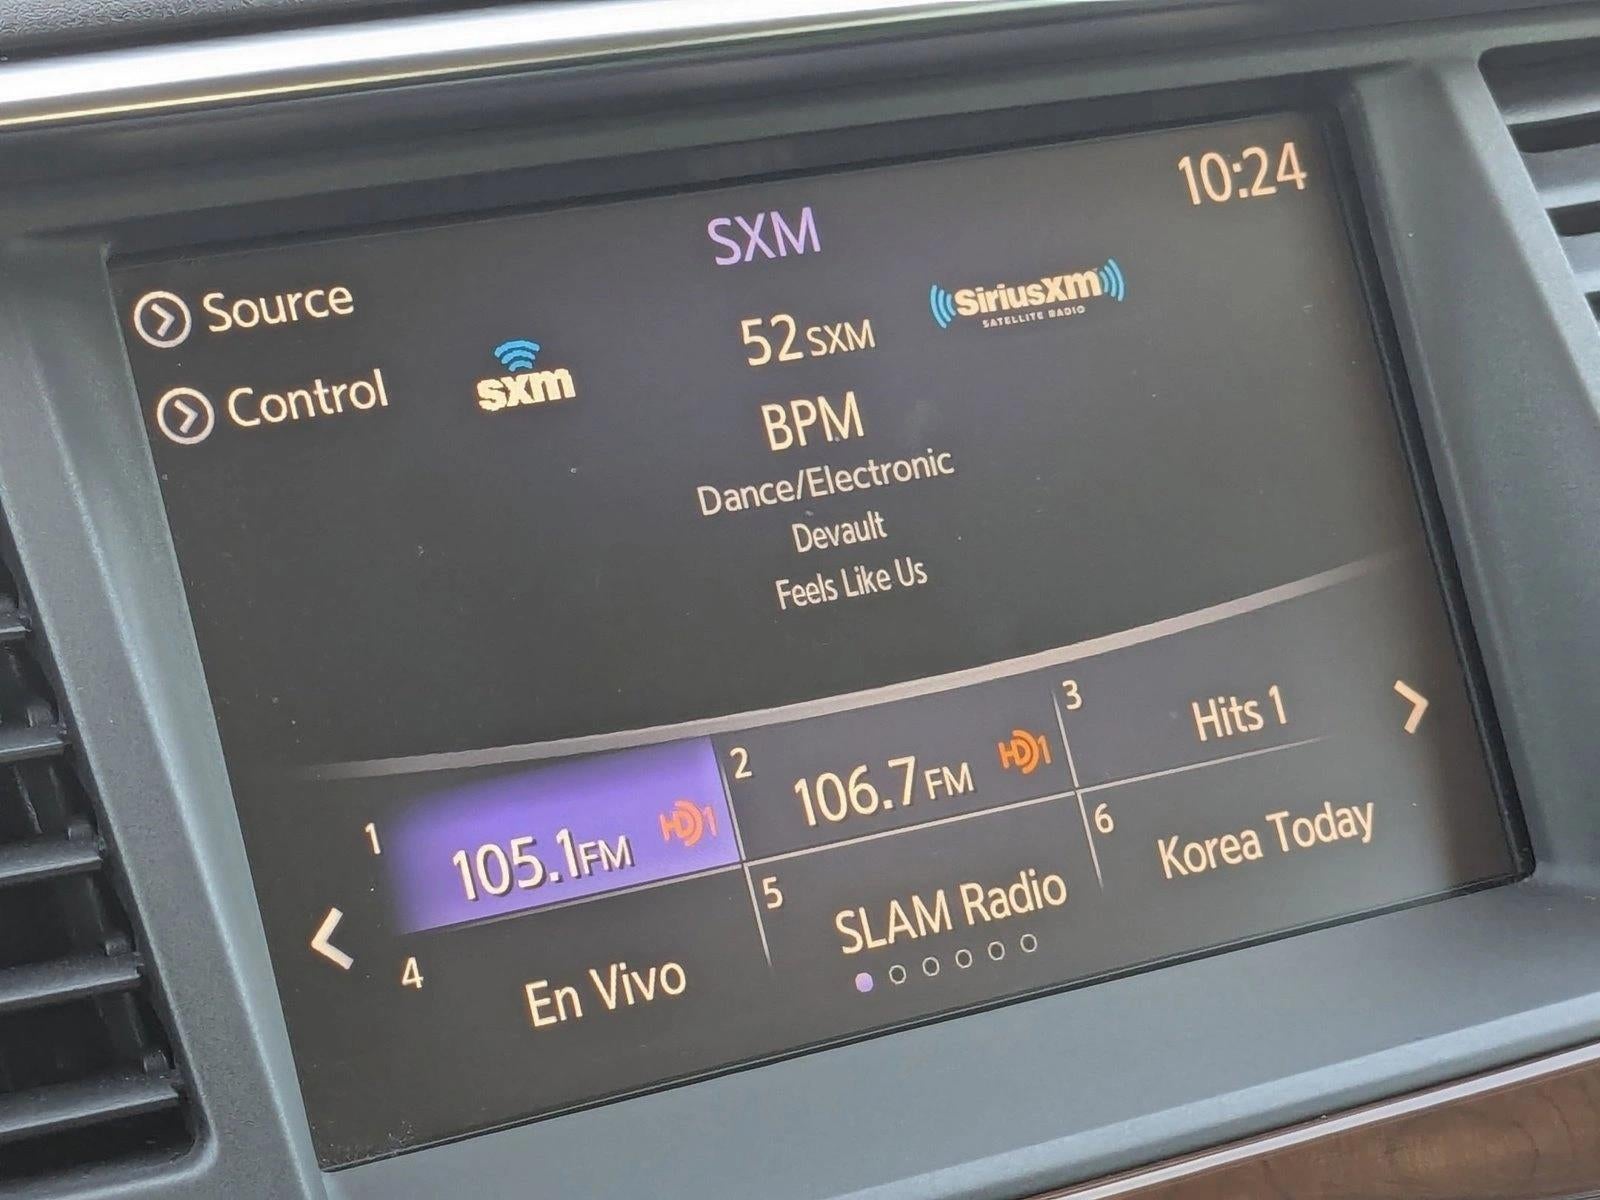 10:24
SXM
Source
Control
sxm
52 SXM
SiriusXM
SATELLITE RADIO
BPM
Dance/Electronic
Devault
Feels Like Us
1
105.1FM HD1
2
106.7FM HD1
3
Hits 1
4
En Vivo
5
SLAM Radio
6
Korea Today